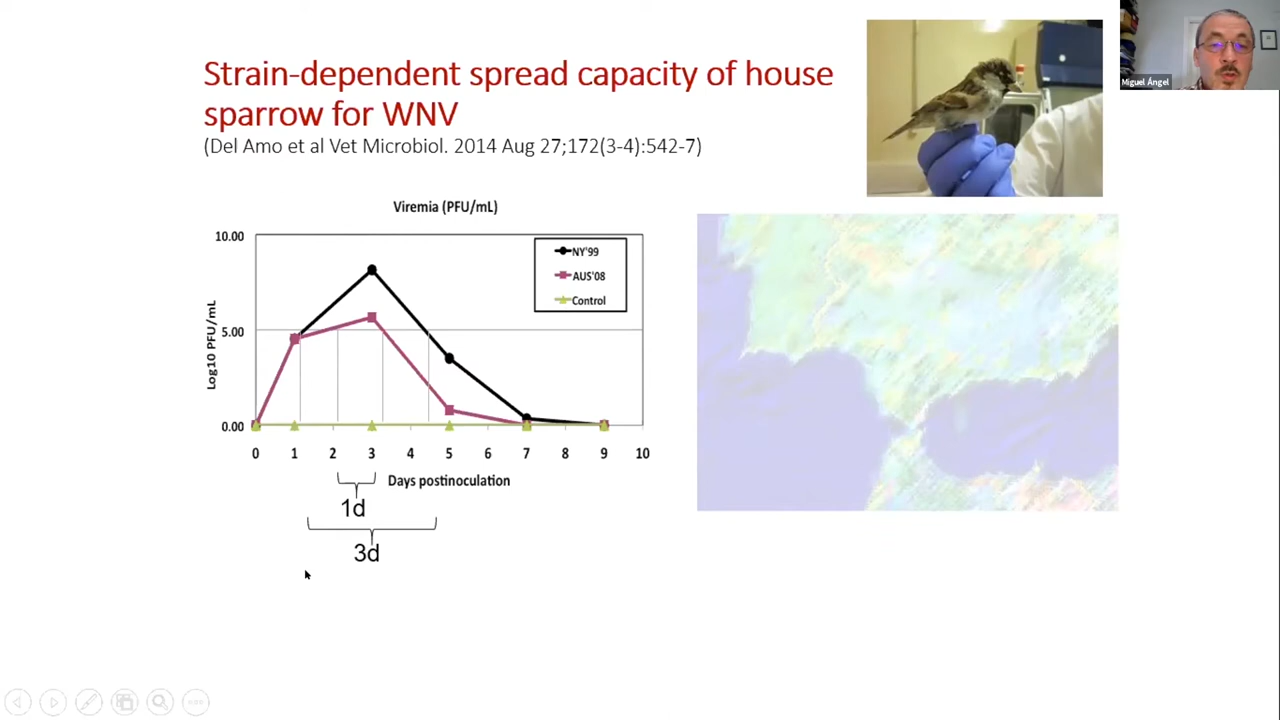 Strain-dependent spread capacity of house
sparrow for WNV
(Del Amo et al Vet Microbiol. 2014 Aug 27;172(3-4):542-7)
Miguel Ángel
Viremia (PFU/mL)
10.00
5.00
0.00
Log10 PFU/mL
NY'99
AUS'08
Control
0 1 2 3 4 5 6 7 8 9 10
Days postinoculation
1d
3d